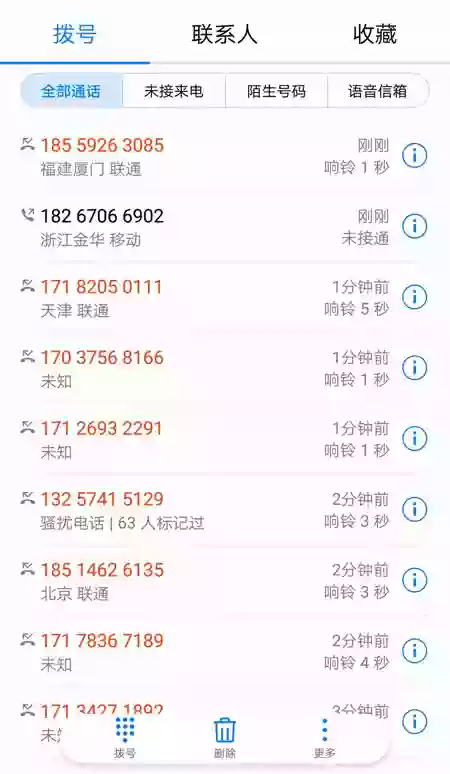 拨号 联系人 收藏
全部通话 未接来电 陌生号码 语音信箱
185 5926 3085 刚刚
福建厦门 联通 响铃 1 秒
182 6706 6902 刚刚
浙江金华 移动 未接通
171 8205 0111 1分钟前
天津 联通 响铃 5 秒
170 3756 8166 1分钟前
未知 响铃 1 秒
171 2693 2291 1分钟前
未知 响铃 1 秒
132 5741 5129 2分钟前
骚扰电话 | 63 人标记过 响铃 3 秒
185 1462 6135 2分钟前
北京 联通 响铃 3 秒
171 7836 7189 2分钟前
未知 响铃 4 秒
171 3427 1892 3分钟前
拨号 删除 更多